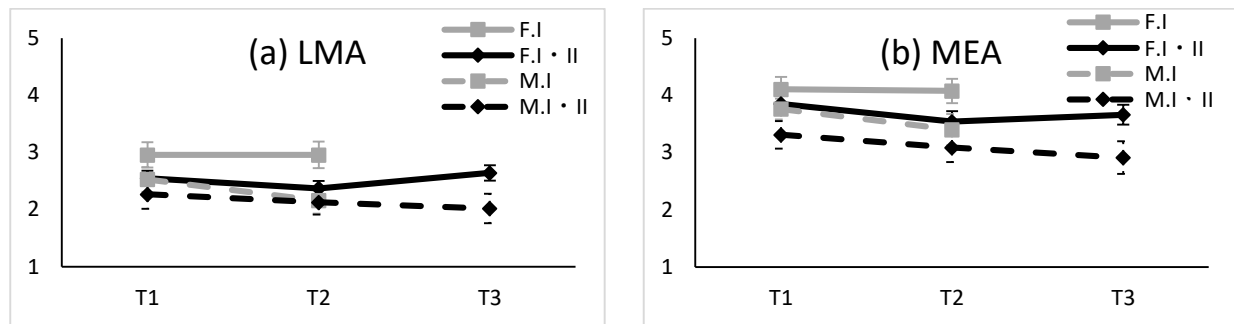 (a) LMA
F.I
F.I・II
M.I
M.I・II
5
4
3
2
1
T1
T2
T3
(b) MEA
F.I
F.I・II
M.I
M.I・II
5
4
3
2
1
T1
T2
T3